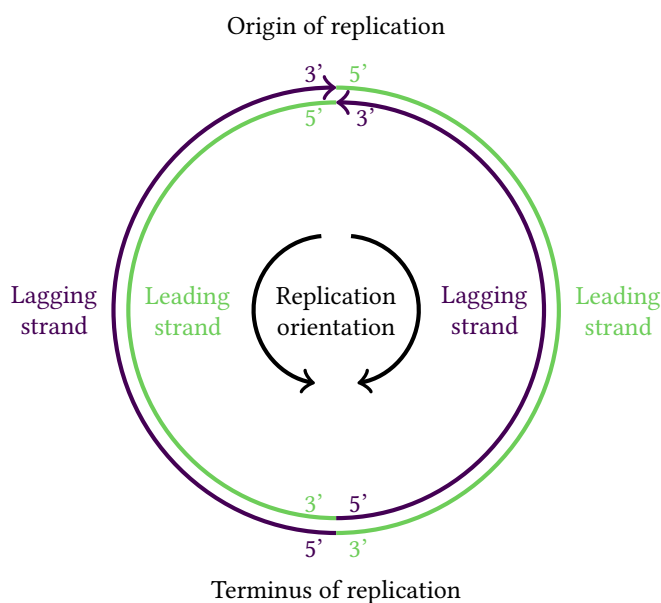 Origin of replication
3’ 5’
5’ 3’
Lagging strand
Leading strand
Replication orientation
Lagging strand
Leading strand
3’ 5’
5’ 3’
Terminus of replication